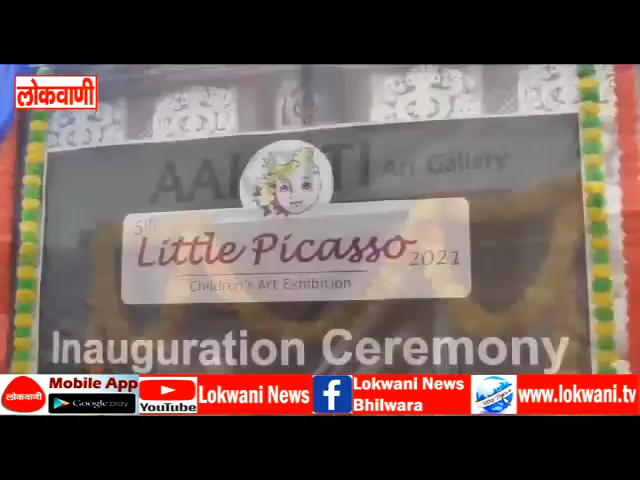 लोकवाणी
Art Gallery
5th
Little Picasso 2021
Children's Art Exhibition
Inauguration Ceremony
लोकवाणी
Mobile App
Google play
YouTube
Lokwani News
Lokwani News
Bhilwara
www.lokwani.tv